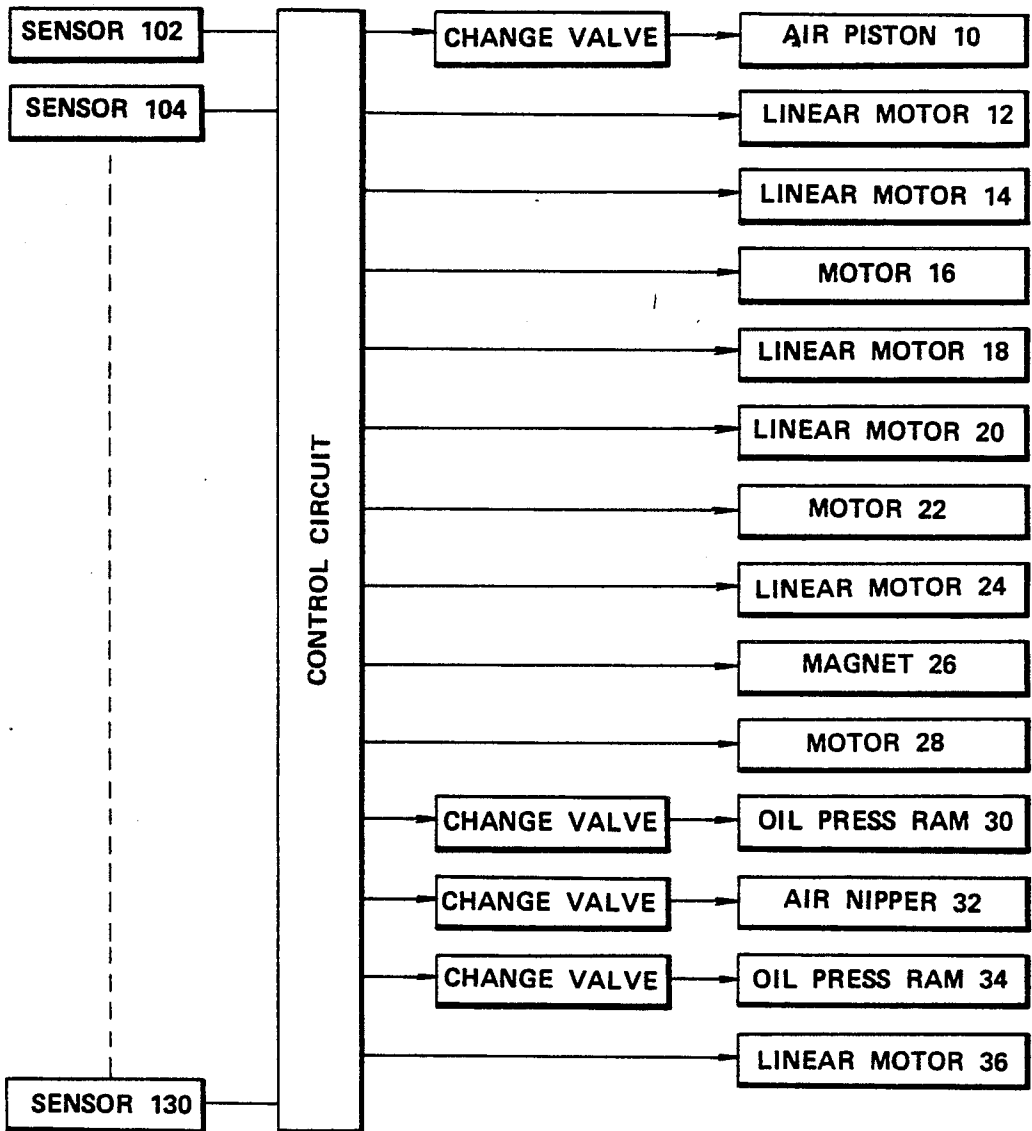 SENSOR 102
SENSOR 104
SENSOR 130
CONTROL CIRCUIT
CHANGE VALVE
AIR PISTON 10
LINEAR MOTOR 12
LINEAR MOTOR 14
MOTOR 16
LINEAR MOTOR 18
LINEAR MOTOR 20
MOTOR 22
LINEAR MOTOR 24
MAGNET 26
MOTOR 28
CHANGE VALVE
OIL PRESS RAM 30
CHANGE VALVE
AIR NIPPER 32
CHANGE VALVE
OIL PRESS RAM 34
LINEAR MOTOR 36